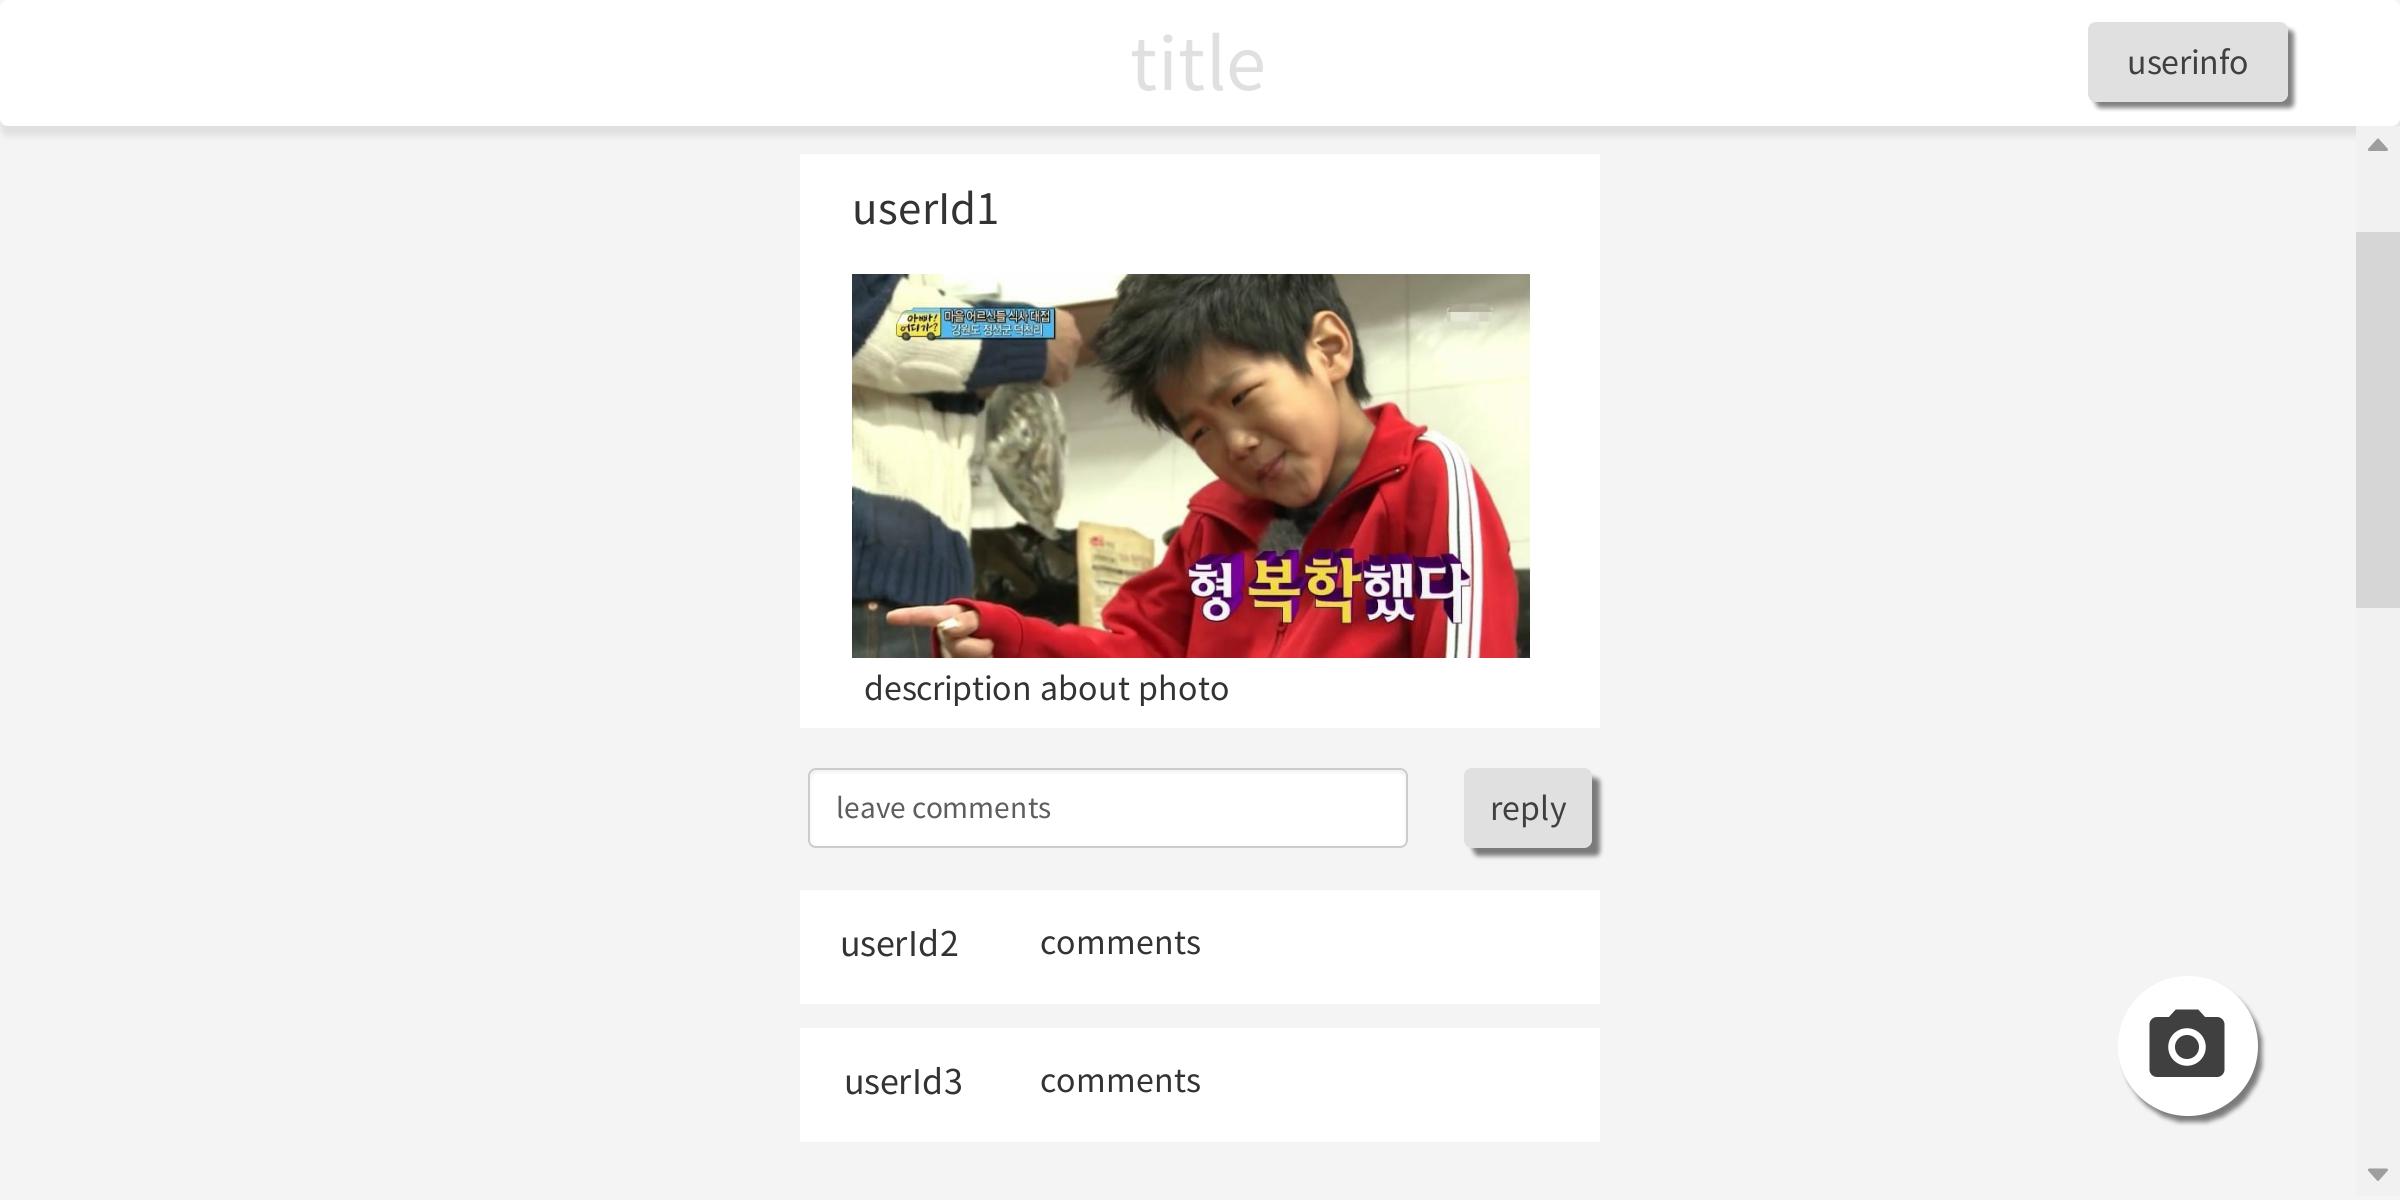 title
userinfo
userId1
아빠!
어디가?
마을 어르신들 식사 대접
강원도 정선군 덕천리
형 복학했다
description about photo
leave comments
reply
userId2 comments
userId3 comments